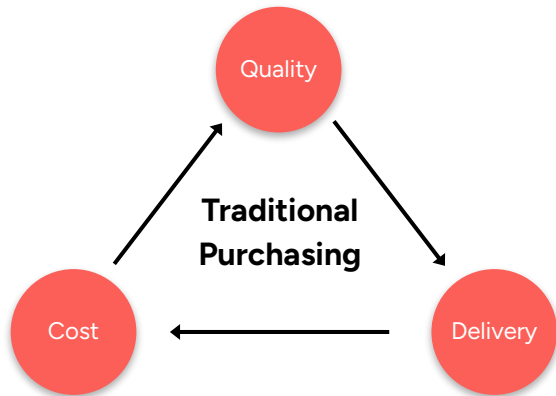 Quality
Traditional
Purchasing
Cost
Delivery